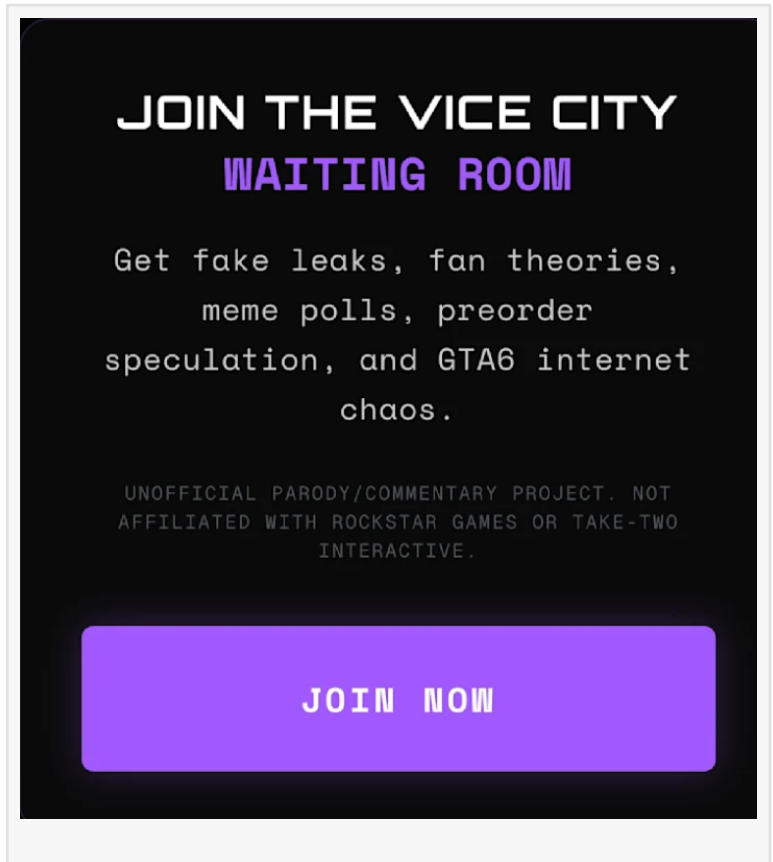 JOIN THE VICE CITY
WAITING ROOM
Get fake leaks, fan theories,
meme polls, preorder
speculation, and GTA6 internet
chaos.
UNOFFICIAL PARODY/COMMENTARY PROJECT. NOT
AFFILIATED WITH ROCKSTAR GAMES OR TAKE-TWO
INTERACTIVE.
JOIN NOW